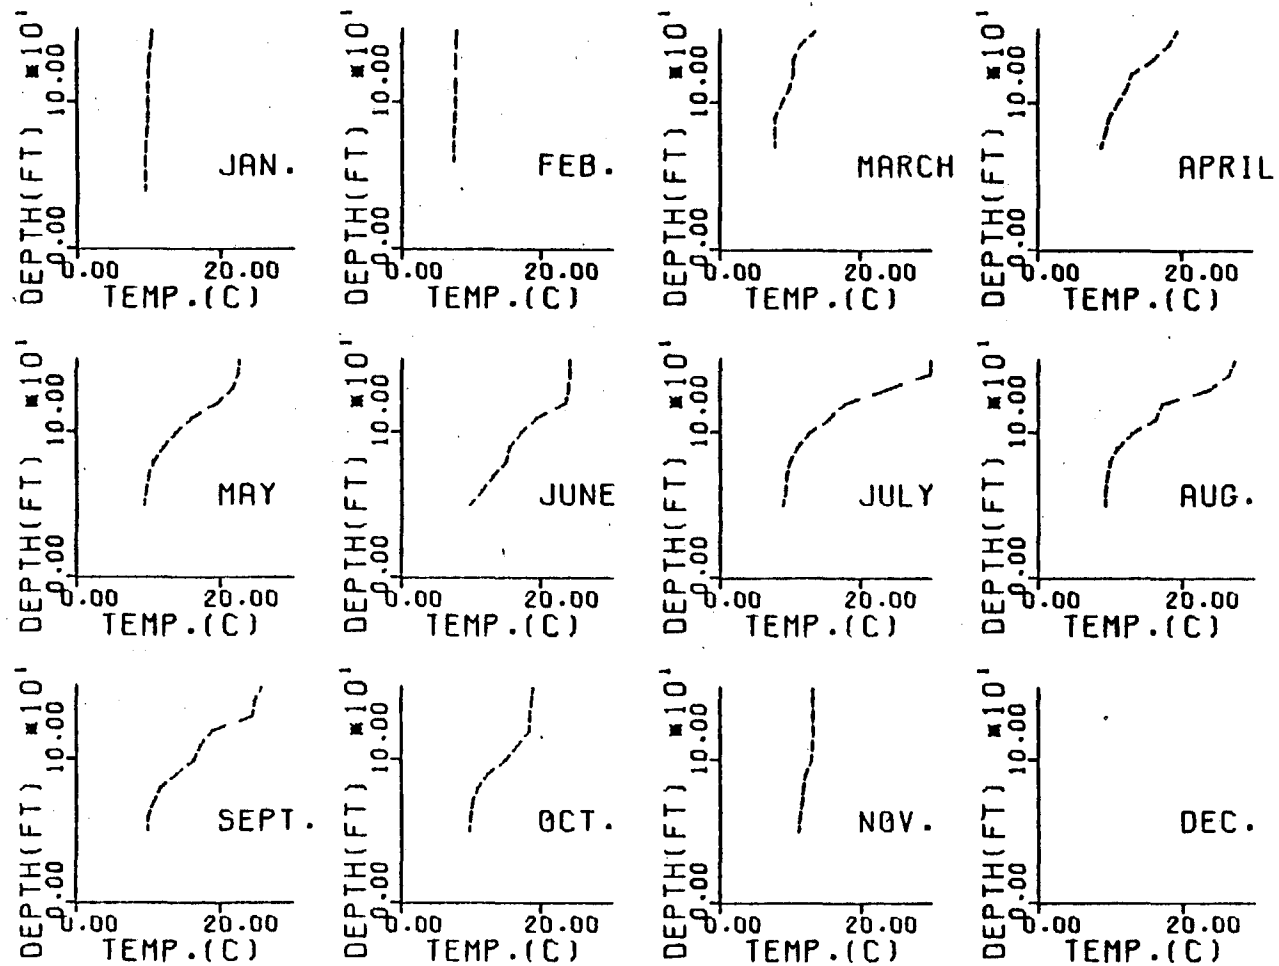 DEPTH(FT) *10¹
10.00
0.00
0.00 20.00
TEMP.(C)
JAN.
DEPTH(FT) *10¹
10.00
0.00
0.00 20.00
TEMP.(C)
FEB.
DEPTH(FT) *10¹
10.00
0.00
0.00 20.00
TEMP.(C)
MARCH
DEPTH(FT) *10¹
10.00
0.00
0.00 20.00
TEMP.(C)
APRIL
DEPTH(FT) *10¹
10.00
0.00
0.00 20.00
TEMP.(C)
MAY
DEPTH(FT) *10¹
10.00
0.00
0.00 20.00
TEMP.(C)
JUNE
DEPTH(FT) *10¹
10.00
0.00
0.00 20.00
TEMP.(C)
JULY
DEPTH(FT) *10¹
10.00
0.00
0.00 20.00
TEMP.(C)
AUG.
DEPTH(FT) *10¹
10.00
0.00
0.00 20.00
TEMP.(C)
SEPT.
DEPTH(FT) *10¹
10.00
0.00
0.00 20.00
TEMP.(C)
OCT.
DEPTH(FT) *10¹
10.00
0.00
0.00 20.00
TEMP.(C)
NOV.
DEPTH(FT) *10¹
10.00
0.00
0.00 20.00
TEMP.(C)
DEC.